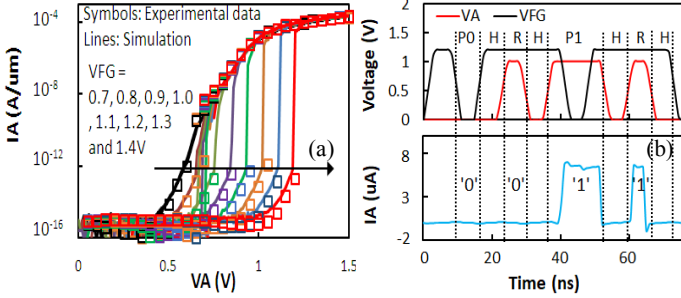 Symbols: Experimental data
Lines: Simulation
VFG =
0.7, 0.8, 0.9, 1.0
, 1.1, 1.2, 1.3
and 1.4V
(a)
IA (A/um)
10⁻⁴
10⁻⁸
10⁻¹²
10⁻¹⁶
0 0.5 1 1.5
VA (V)
VA VFG
P0 H R H P1 H R H
Voltage (V)
2
1.5
1
0.5
0
(b)
IA (uA)
8
3
-2
'0' '0' '1' '1'
0 20 40 60
Time (ns)